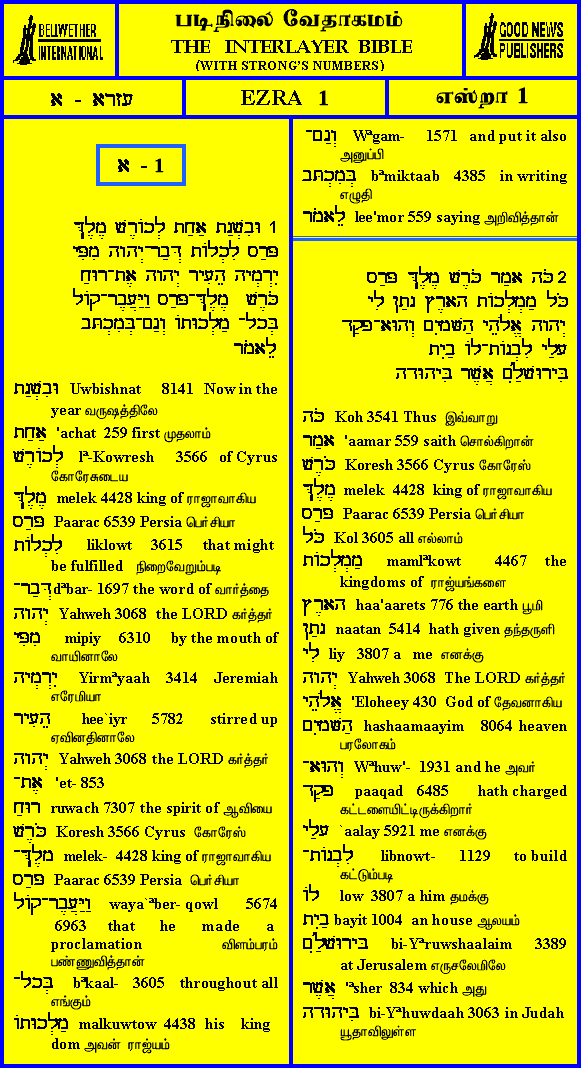 BELLWETHER
INTERNATIONAL
படிநிலை வேதாகமம்
THE INTERLAYER BIBLE
(WITH STRONG'S NUMBERS)
GOOD NEWS
PUBLISHERS
עזרא - א
EZRA 1
எஸ்றா 1
א - 1
1 וּבִשְׁנַת אַחַת לְכוֹרֶשׁ מֶלֶךְ
פָּרַס לִכְלוֹת דְּבַר־יְהוָה מִפִּי
יִרְמְיָה הֵעִיר יְהוָה אֶת־רוּחַ
כֹּרֶשׁ מֶלֶךְ־פָּרַס וַיַּעֲבֶר־קוֹל
בְּכָל־ מַלְכוּתוֹ וְגַם־בְּמִכְתָּב
לֵאמֹר
וּבִשְׁנַת Uwbishnat 8141 Now in the
year வருஷத்திலே
אַחַת 'achat 259 first முதலாம்
לְכוֹרֶשׁ lª-Kowresh 3566 of Cyrus
கோரேசுடைய
מֶלֶךְ melek 4428 king of ராஜாவாகிய
פָּרַס Paarac 6539 Persia பெர்சியா
לִכְלוֹת liklowt 3615 that might
be fulfilled நிறைவேறும்படி
דְּבַר־ dªbar- 1697 the word of வார்த்தை
יְהוָה Yahweh 3068 the LORD கர்த்தர்
מִפִּי mipiy 6310 by the mouth of
வாயினாலே
יִרְמְיָה Yirmªyaah 3414 Jeremiah
எரேமியா
הֵעִיר hee`iyr 5782 stirred up
ஏவினதினாலே
יְהוָה Yahweh 3068 the LORD கர்த்தர்
אֶת־ 'et- 853
רוּחַ ruwach 7307 the spirit of ஆவியை
כֹּרֶשׁ Koresh 3566 Cyrus கோரேஸ்
מֶלֶךְ־ melek- 4428 king of ராஜாவாகிய
פָּרַס Paarac 6539 Persia பெர்சியா
וַיַּעֲבֶר־קוֹל waya`ªber- qowl 5674
6963 that he made a
proclamation விளம்பரம்
பண்ணுவித்தான்
בְּכָל־ bªkaal- 3605 throughout all
எங்கும்
מַלְכוּתוֹ malkuwtow 4438 his king
dom அவன் ராஜ்யம்
וְגַם־ Wªgam- 1571 and put it also
அனுப்பி
בְּמִכְתָּב bªmiktaab 4385 in writing
எழுதி
לֵאמֹר lee'mor 559 saying அறிவித்தான்
2 כֹּה אָמַר כֹּרֶשׁ מֶלֶךְ פָּרַס
כֹּל מַמְלְכוֹת הָאָרֶץ נָתַן לִי
יְהוָה אֱלֹהֵי הַשָּׁמָיִם וְהוּא־פָקַד
עָלַי לִבְנוֹת־לוֹ בַיִת
בִּירוּשָׁלַ͏ִם אֲשֶׁר בִּיהוּדָה
כֹּה Koh 3541 Thus இவ்வாறு
אָמַר 'aamar 559 saith சொல்கிறான்
כֹּרֶשׁ Koresh 3566 Cyrus கோரேஸ்
מֶלֶךְ melek 4428 king of ராஜாவாகிய
פָּרַס Paarac 6539 Persia பெர்சியா
כֹּל Kol 3605 all எல்லாம்
מַמְלְכוֹת mamlªkowt 4467 the
kingdoms of ராஜ்யங்களை
הָאָרֶץ haa'aarets 776 the earth பூமி
נָתַן naatan 5414 hath given தந்தருளி
לִי liy 3807 a me எனக்கு
יְהוָה Yahweh 3068 The LORD கர்த்தர்
אֱלֹהֵי 'Eloheey 430 God of தேவனாகிய
הַשָּׁמָיִם hashaamaayim 8064 heaven
பரலோகம்
וְהוּא־ Wªhuw'- 1931 and he அவர்
פָקַד paaqad 6485 hath charged
கட்டளையிட்டிருக்கிறார்
עָלַי `aalay 5921 me எனக்கு
לִבְנוֹת־ libnowt- 1129 to build
கட்டும்படி
לוֹ low 3807 a him தமக்கு
בַיִת bayit 1004 an house ஆலயம்
בִּירוּשָׁלַ͏ִם bi-Yªruwshaalaim 3389
at Jerusalem எருசலேமிலே
אֲשֶׁר 'ªsher 834 which அது
בִּיהוּדָה bi-Yªhuwdaah 3063 in Judah
யூதாவிலுள்ள